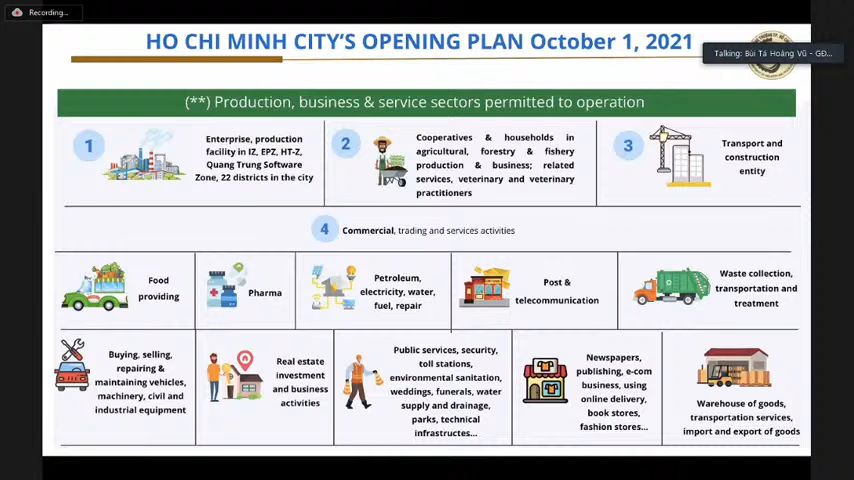 Recording...
HO CHI MINH CITY'S OPENING PLAN October 1, 2021
Talking: Bùi Tá Hoàng Vũ - GĐ...
(**) Production, business & service sectors permitted to operation
1
Enterprise, production
facility in IZ, EPZ, HT-Z,
Quang Trung Software
Zone, 22 districts in the city
2
Cooperatives & households in
agricultural, forestry & fishery
production & business; related
services, veterinary and veterinary
practitioners
3
Transport and
construction
entity
4
Commercial, trading and services activities
Food
providing
Pharma
Petroleum,
electricity, water,
fuel, repair
Post &
telecommunication
Waste collection,
transportation and
treatment
Buying, selling,
repairing &
maintaining vehicles,
machinery, civil and
industrial equipment
Real estate
investment
and business
activities
Public services, security,
toll stations,
environmental sanitation,
weddings, funerals, water
supply and drainage,
parks, technical
infrastructes...
Newspapers,
publishing, e-com
business, using
online delivery,
book stores,
fashion stores...
Warehouse of goods,
transportation services,
import and export of goods